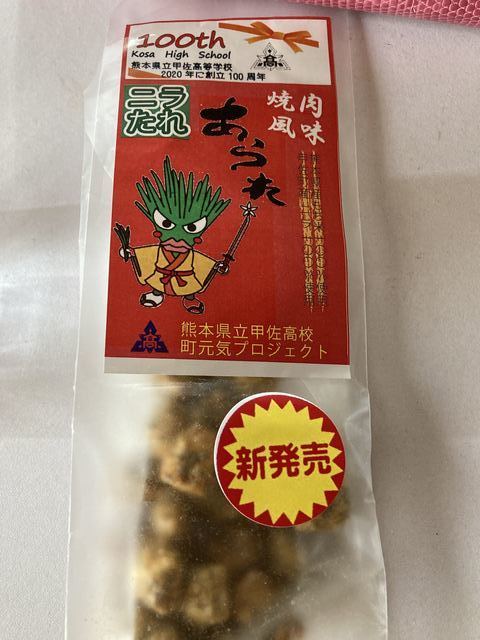 100th
Kosa High School
熊本県立甲佐高等学校
2020年に創立100周年
高
ニラ
たれ
あられ
焼肉
風味
高
熊本県立甲佐高校
町元気プロジェクト
新発売